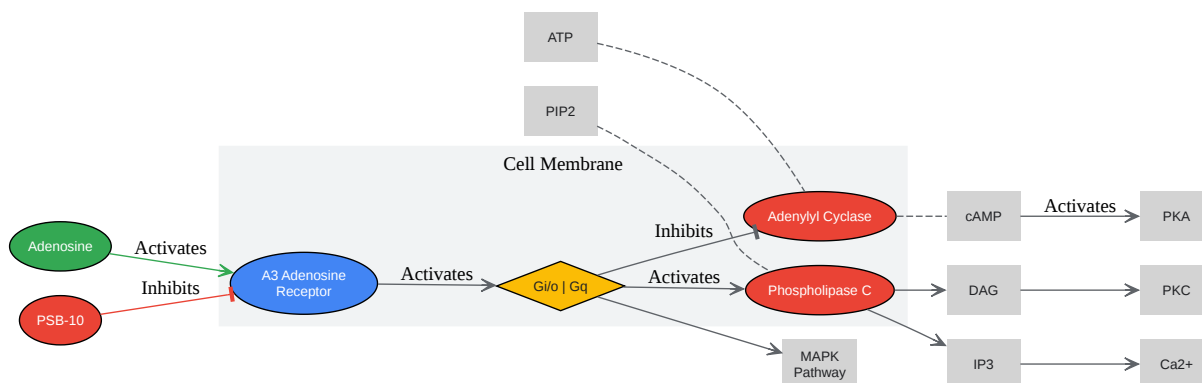 ATP
PIP2
Cell Membrane
Adenylyl Cyclase
cAMP
Activates
PKA
Inhibits
Adenosine
Activates
A3 Adenosine
Receptor
Activates
Gi/o | Gq
Activates
Phospholipase C
DAG
PKC
Inhibits
PSB-10
MAPK
Pathway
IP3
Ca2+